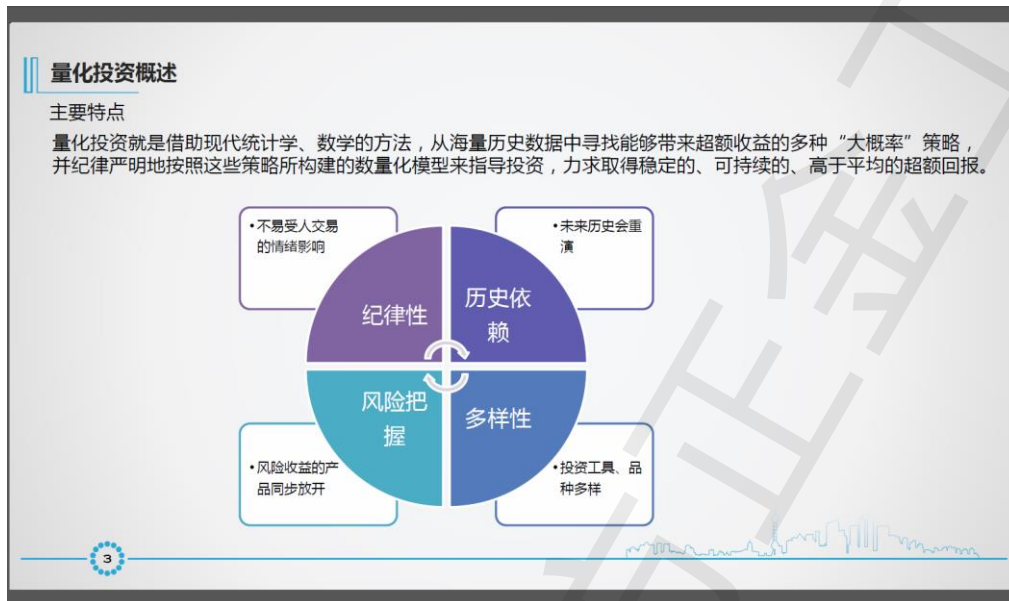 量化投资概述
主要特点
量化投资就是借助现代统计学、数学的方法，从海量历史数据中寻找能够带来超额收益的多种“大概率”策略，
并纪律严明地按照这些策略所构建的数量化模型来指导投资，力求取得稳定的、可持续的、高于平均的超额回报。
•不易受人交易
的情绪影响
•未来历史会重
演
纪律性
历史依
赖
风险把
握
多样性
•风险收益的产
品同步放开
•投资工具、品
种多样
3